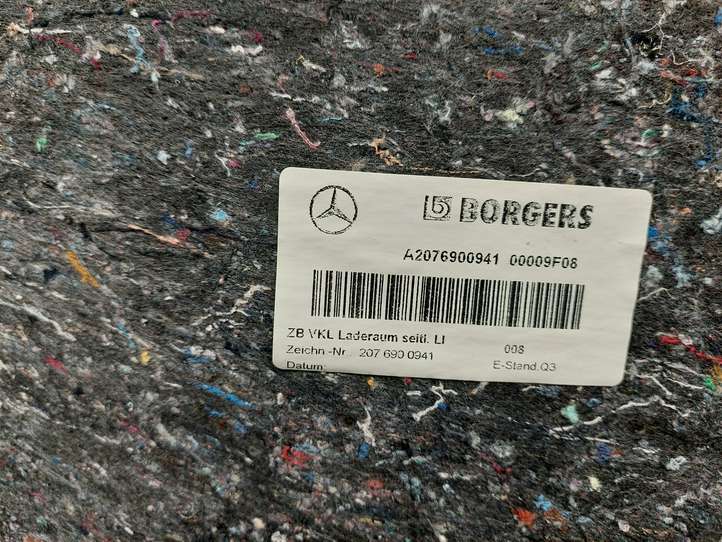 BORGERS
A2076900941 00009F08
ZB VKL Laderaum seitl. LI 008
Zeichn.-Nr.: 207 690 0941 E-Stand.Q3
Datum: